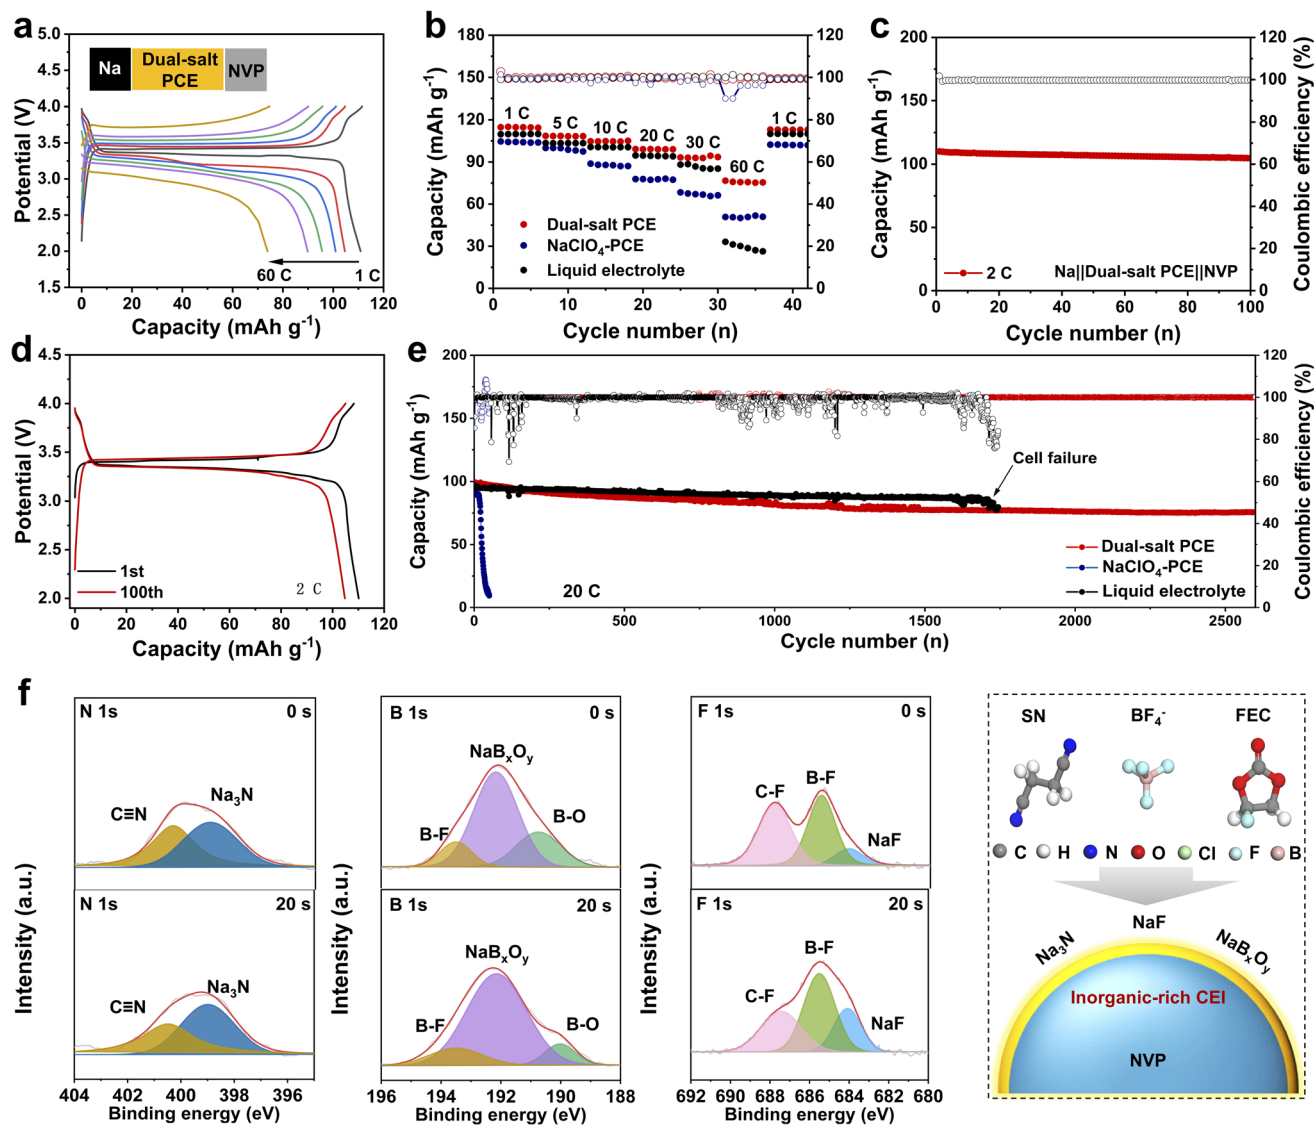 a
5.0
4.5
4.0
3.5
3.0
2.5
2.0
1.5
Potential (V)
Na
Dual-salt
PCE
NVP
60 C
1 C
0
20
40
60
80
100
120
Capacity (mAh g-1)
b
180
150
120
90
60
30
0
Capacity (mAh g-1)
1 C
5 C
10 C
20 C
30 C
60 C
1 C
Dual-salt PCE
NaClO4-PCE
Liquid electrolyte
120
100
80
60
40
20
0
0
10
20
30
40
Cycle number (n)
c
200
150
100
50
0
Capacity (mAh g-1)
2 C
Na||Dual-salt PCE||NVP
120
100
80
60
40
20
0
Coulombic efficiency (%)
0
20
40
60
80
100
Cycle number (n)
d
4.5
4.0
3.5
3.0
2.5
2.0
Potential (V)
1st
100th
2 C
0
20
40
60
80
100
120
Capacity (mAh g-1)
e
200
150
100
50
0
Capacity (mAh g-1)
Cell failure
Dual-salt PCE
NaClO4-PCE
Liquid electrolyte
20 C
120
100
80
60
40
20
0
Coulombic efficiency (%)
0
500
1000
1500
2000
2500
Cycle number (n)
f
Intensity (a.u.)
N 1s
0 s
C≡N
Na3N
N 1s
20 s
C≡N
Na3N
404
402
400
398
396
Binding energy (eV)
Intensity (a.u.)
B 1s
0 s
NaBxOy
B-F
B-O
B 1s
20 s
NaBxOy
B-F
B-O
196
194
192
190
188
Binding energy (eV)
Intensity (a.u.)
F 1s
0 s
C-F
B-F
NaF
F 1s
20 s
C-F
B-F
NaF
692
690
688
686
684
682
680
Binding energy (eV)
SN
BF4-
FEC
C
H
N
O
Cl
F
B
Na3N
NaF
NaBxOy
Inorganic-rich CEI
NVP